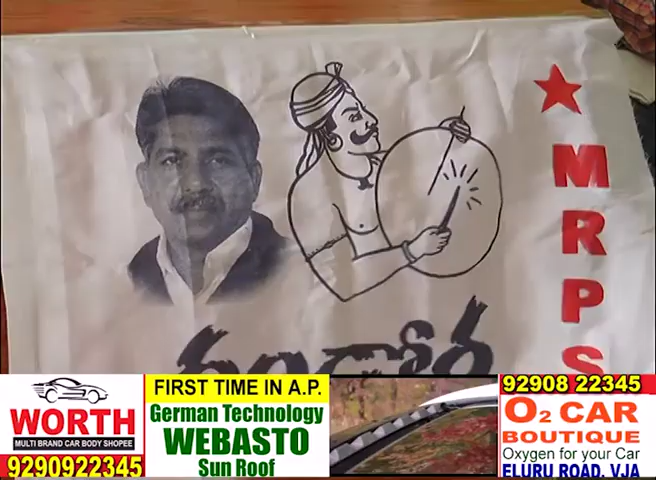 MRPS
WORTH
MULTI BRAND CAR BODY SHOPEE
9290922345
FIRST TIME IN A.P.
German Technology
WEBASTO
Sun Roof
92908 22345
O2 CAR
BOUTIQUE
Oxygen for your Car
ELURU ROAD, VJA